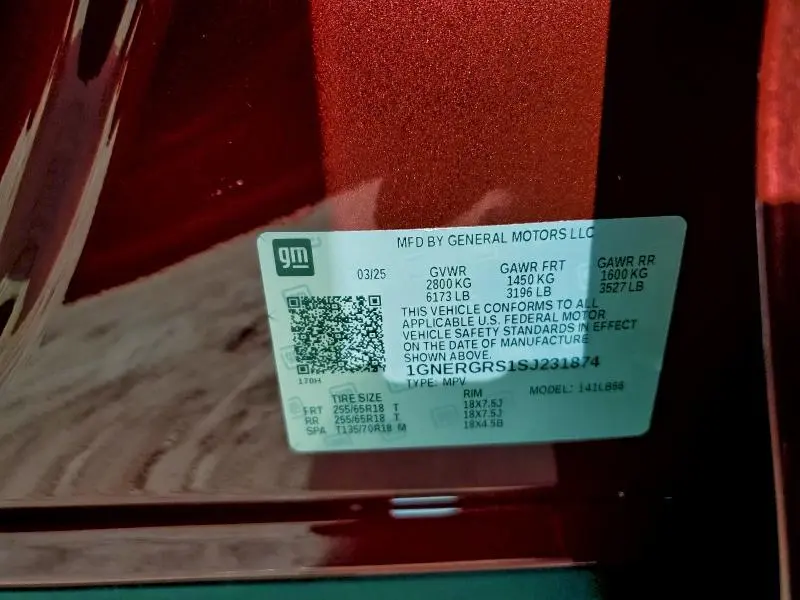 gm
MFD BY GENERAL MOTORS LLC
03/25
GVWR GAWR FRT GAWR RR
2800 KG 1450 KG 1600 KG
6173 LB 3196 LB 3527 LB
THIS VEHICLE CONFORMS TO ALL
APPLICABLE U.S. FEDERAL MOTOR
VEHICLE SAFETY STANDARDS IN EFFECT
ON THE DATE OF MANUFACTURE
SHOWN ABOVE.
1GNERGRS1SJ231874
TYPE: MPV
170H
MODEL: 141LB56
TIRE SIZE RIM
FRT 255/65R18 T 18X7.5J
RR 255/65R18 T 18X7.5J
SPA T135/70R18 M 18X4.5B